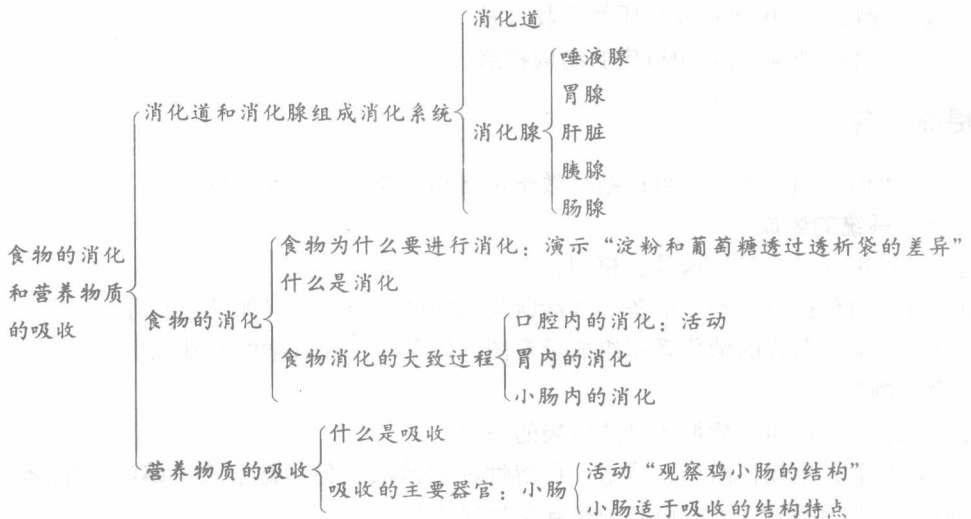 消化道
唾液腺
胃腺
消化道和消化腺组成消化系统
消化腺
肝脏
胰腺
肠腺
食物的消化
和营养物质
的吸收
食物为什么要进行消化：演示“淀粉和葡萄糖透过透析袋的差异”
什么是消化
食物的消化
口腔内的消化：活动
食物消化的大致过程
胃内的消化
小肠内的消化
什么是吸收
营养物质的吸收
吸收的主要器官：小肠
活动“观察鸡小肠的结构”
小肠适于吸收的结构特点